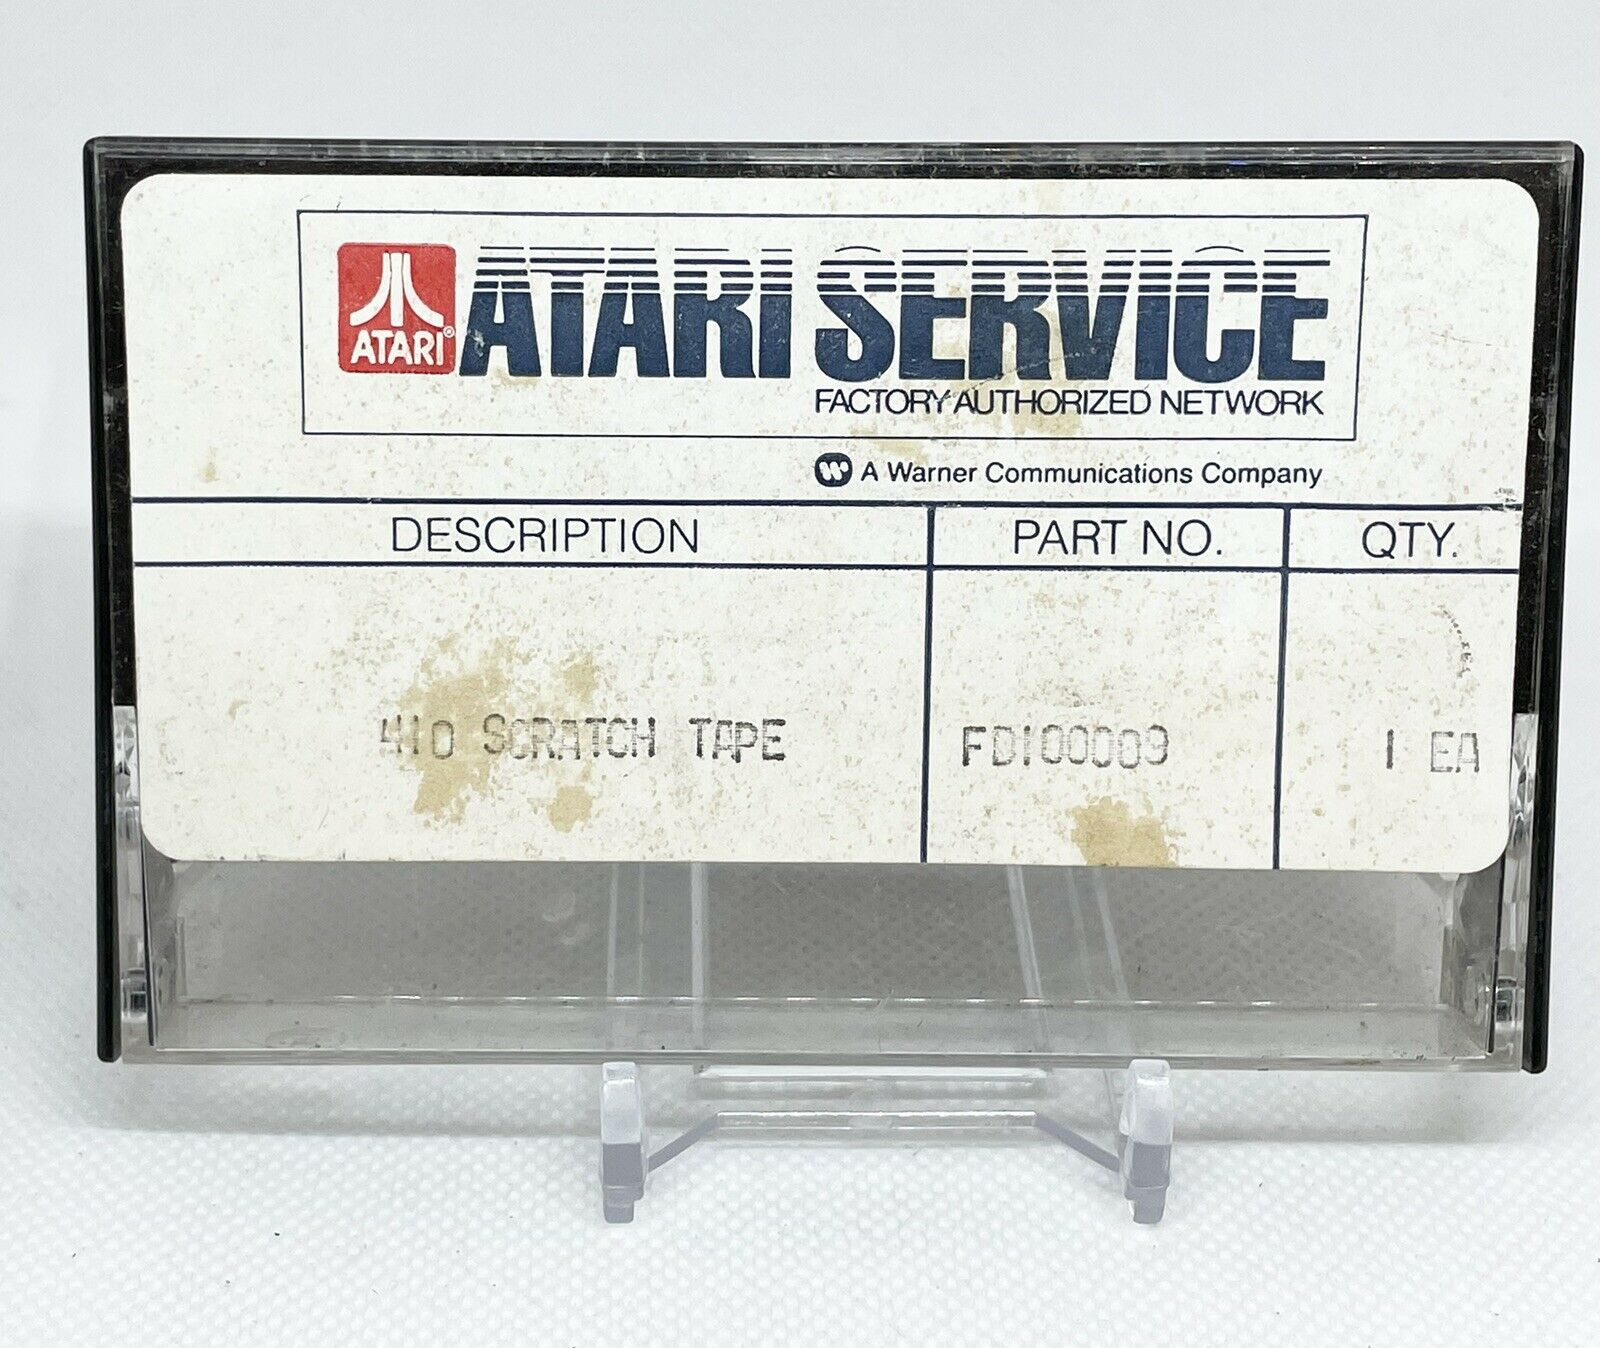 ATARI® ATARI SERVICE
FACTORY AUTHORIZED NETWORK
W A Warner Communications Company
DESCRIPTION PART NO. QTY.
410 SCRATCH TAPE FD100009 1 EA